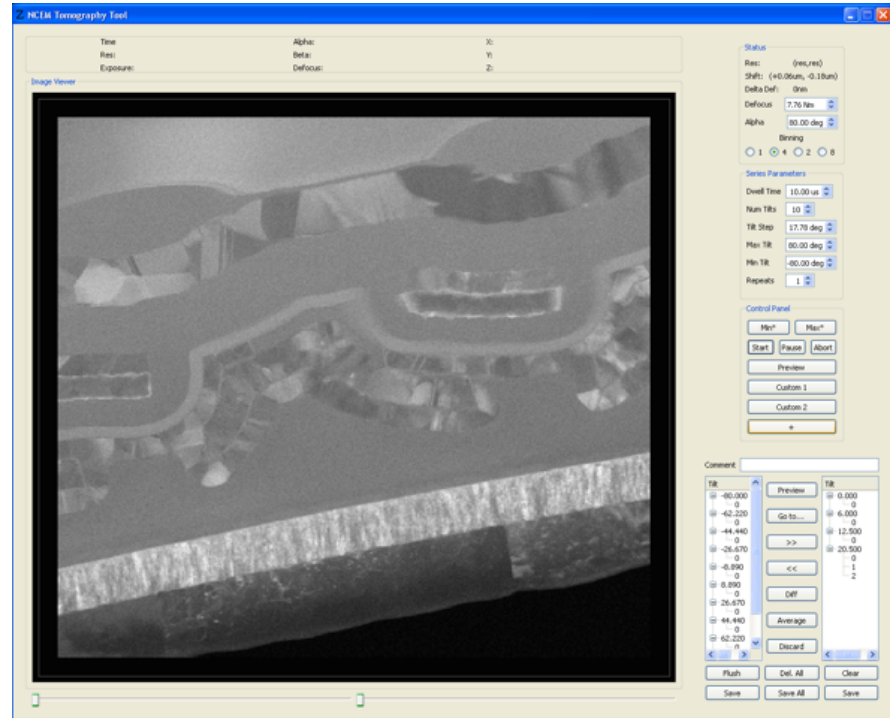 NCEM Tomography Tool
Time Alpha: X:
Res: Beta: Y:
Exposure: Defocus: Z:
Image Viewer
Status
Res: (res,res)
Shift: (+0.06um, -0.18um)
Delta Def: 0nm
Defocus 7.76 Nm
Alpha 80.00 deg
Binning
1 4 2 8
Series Parameters
Dwell Time 10.00 us
Num Tilts 10
Tilt Step 17.78 deg
Max Tilt 80.00 deg
Min Tilt -80.00 deg
Repeats 1
Control Panel
Min° Max°
Start Pause Abort
Preview
Custom 1
Custom 2
+
Comment
Tilt
-80.000
0
-62.220
0
-44.440
0
-26.670
0
-8.890
0
8.890
0
26.670
0
44.440
0
62.220
0
Preview
Go to...
>>
<<
Diff
Average
Discard
Tilt
0.000
0
6.000
0
12.500
0
20.500
0
1
2
Flush Del. All Clear
Save Save All Save